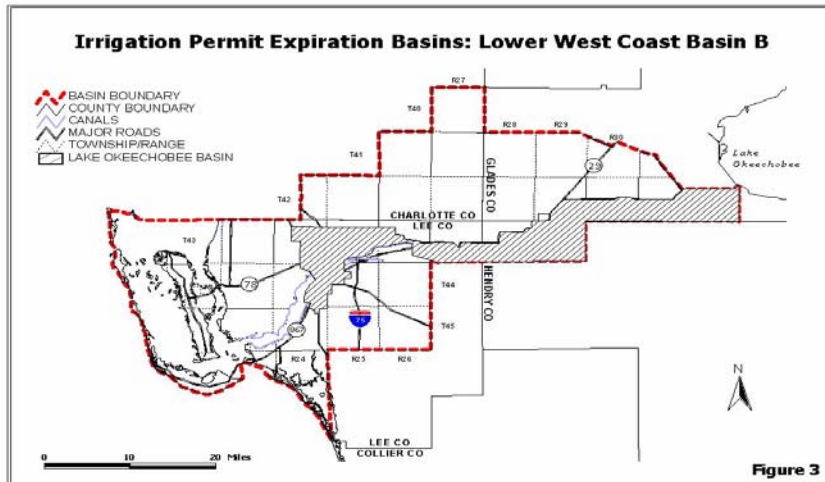 Irrigation Permit Expiration Basins: Lower West Coast Basin B
BASIN BOUNDARY
COUNTY BOUNDARY
CANALS
MAJOR ROADS
TOWNSHIP/RANGE
LAKE OKEECHOBEE BASIN
R27
T40
R28
R29
R30
T41
29
Lake
Okeechobee
GLADES CO
T42
CHARLOTTE CO
LEE CO
T43
78
HENDRY CO
T44
75
T45
867
R24
R25
R26
N
LEE CO
COLLIER CO
0
10
20
Miles
Figure 3